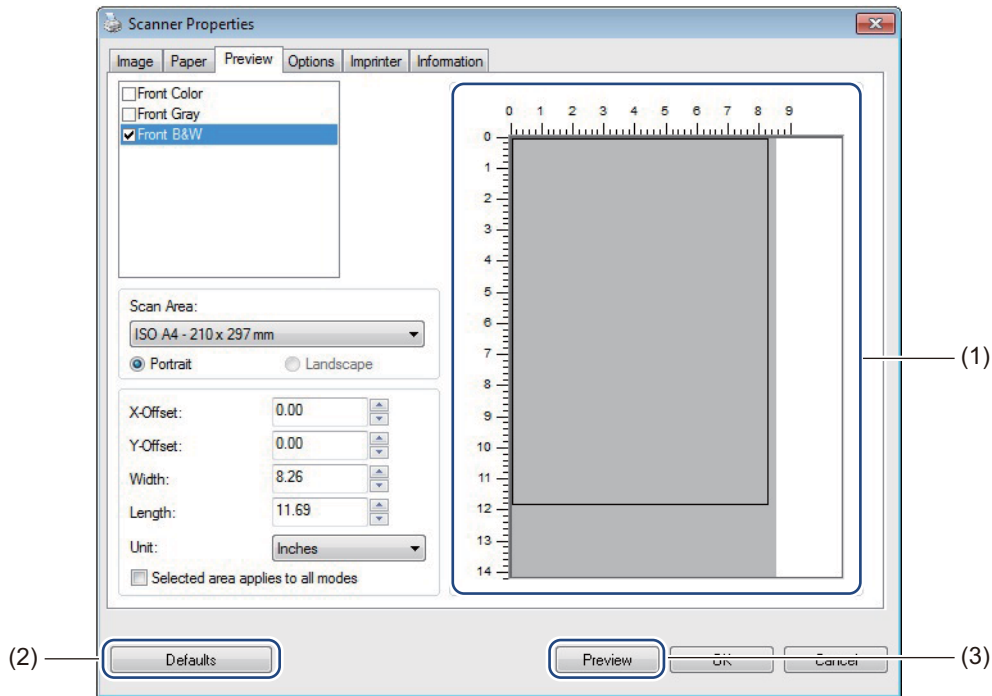 Scanner Properties
Image Paper Preview Options Imprinter Information
Front Color
Front Gray
Front B&W
Scan Area:
ISO A4 - 210 x 297 mm
Portrait Landscape
X-Offset: 0.00
Y-Offset: 0.00
Width: 8.26
Length: 11.69
Unit: Inches
Selected area applies to all modes
0 1 2 3 4 5 6 7 8 9
0
1
2
3
4
5
6
7
8
9
10
11
12
13
14
(1)
(2)
Defaults Preview OK Cancel
(3)